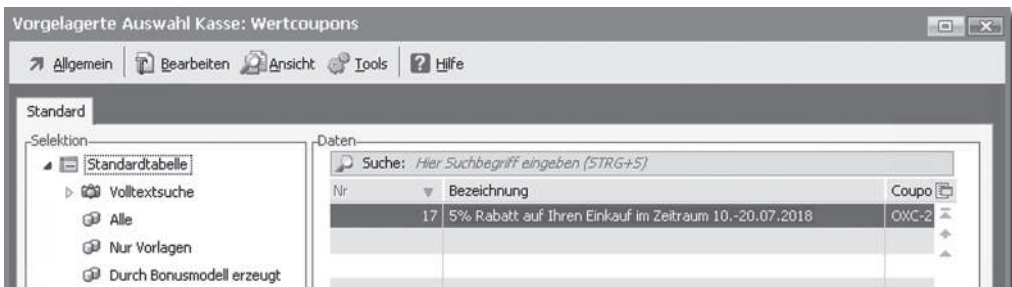 Vorgelagerte Auswahl Kasse: Wertcoupons
Allgemein Bearbeiten Ansicht Tools Hilfe
Standard
Selektion
Standardtabelle
Volltextsuche
Alle
Nur Vorlagen
Durch Bonusmodell erzeugt
Daten
Suche: Hier Suchbegriff eingeben (STRG+S)
Nr Bezeichnung Coupo
17 5% Rabatt auf Ihren Einkauf im Zeitraum 10.-20.07.2018 OXC-2